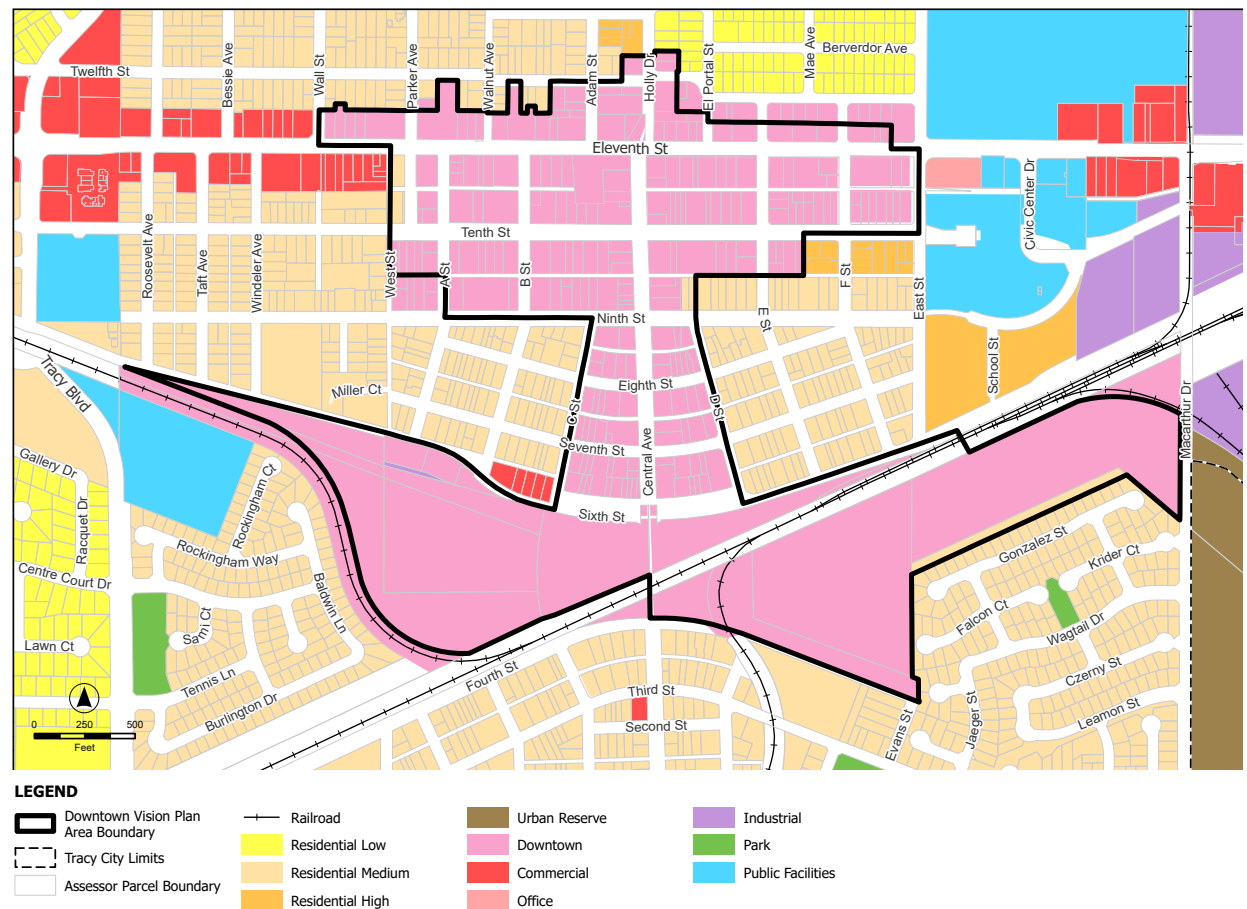 Berverdor Ave
Twelfth St
Bessie Ave
Wall St
Parker Ave
Walnut Ave
Adam St
Holly Dr
El Portal St
Mae Ave
Eleventh St
Civic Center Dr
Roosevelt Ave
Taft Ave
Windeler Ave
West St
A St
B St
Tenth St
E St
F St
East St
Ninth St
School St
Tracy Blvd
Miller Ct
Eighth St
C St
D St
Seventh St
Central Ave
Macarthur Dr
Gallery Dr
Racquet Dr
Rockingham Ct
Sixth St
Rockingham Way
Gonzalez St
Krider Ct
Centre Court Dr
Baldwin Ln
Falcon Ct
Wagtail Dr
Lawn Ct
Sarni Ct
Tennis Ln
Fourth St
Czerny St
Third St
Burlington Dr
Second St
Evans St
Jaeger St
Leamon St
0 250 500
Feet
LEGEND
Downtown Vision Plan
Area Boundary
Tracy City Limits
Assessor Parcel Boundary
Railroad
Residential Low
Residential Medium
Residential High
Urban Reserve
Downtown
Commercial
Office
Industrial
Park
Public Facilities